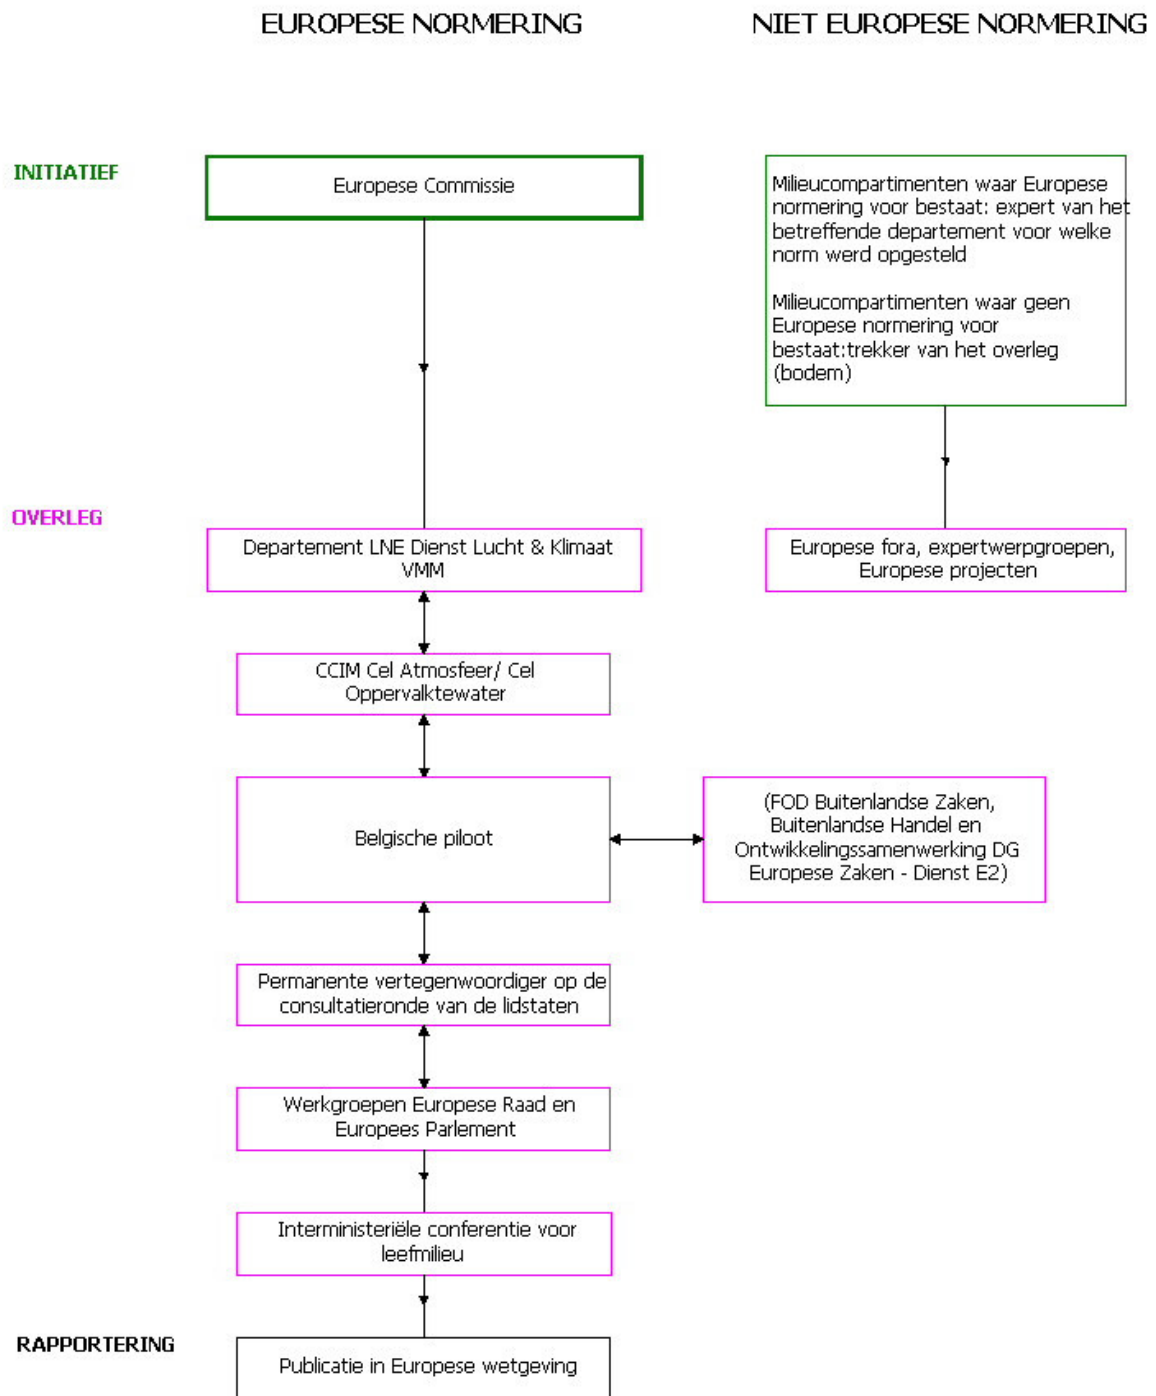 EUROPESE NORMERING
NIET EUROPESE NORMERING
INITIATIEF
Europese Commissie
Milieucompartimenten waar Europese
normering voor bestaat: expert van het
betreffende departement voor welke
norm werd opgesteld
Milieucompartimenten waar geen
Europese normering voor
bestaat:trekker van het overleg
(bodem)
OVERLEG
Departement LNE Dienst Lucht & Klimaat
VMM
Europese fora, expertwerpgroepen,
Europese projecten
CCIM Cel Atmosfeer/ Cel
Oppervalktewater
Belgische piloot
(FOD Buitenlandse Zaken,
Buitenlandse Handel en
Ontwikkelingssamenwerking DG
Europese Zaken - Dienst E2)
Permanente vertegenwoordiger op de
consultatieronde van de lidstaten
Werkgroepen Europese Raad en
Europees Parlement
Interministeriële conferentie voor
leefmilieu
RAPPORTERING
Publicatie in Europese wetgeving